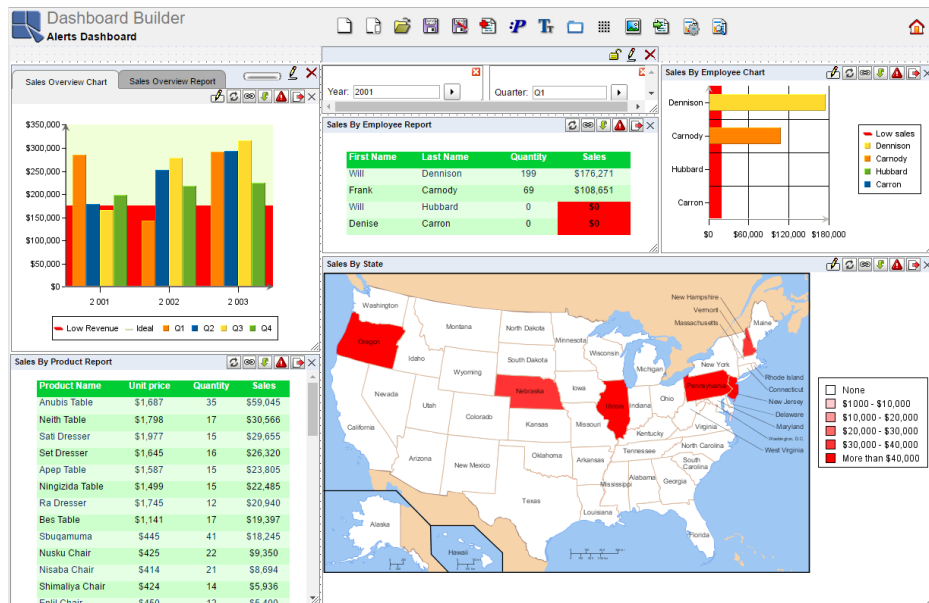 Dashboard Builder
Alerts Dashboard
Sales Overview Chart
Sales Overview Report
$350,000
$300,000
$250,000
$200,000
$150,000
$100,000
$50,000
$0
2 001 2 002 2 003
Low Revenue Ideal Q1 Q2 Q3 Q4
Year: 2001
Quarter: Q1
Sales By Employee Report
First Name Last Name Quantity Sales
Will Dennison 199 $176,271
Frank Carnody 69 $108,651
Will Hubbard 0 $0
Denise Carron 0 $0
Sales By Employee Chart
Dennison
Carnody
Hubbard
Carron
$0 $60,000 $120,000 $180,000
Low sales
Dennison
Carnody
Hubbard
Carron
Sales By Product Report
Product Name Unit price Quantity Sales
Anubis Table $1,687 35 $59,045
Neith Table $1,798 17 $30,566
Sati Dresser $1,977 15 $29,655
Set Dresser $1,645 16 $26,320
Apep Table $1,587 15 $23,805
Ningizida Table $1,499 15 $22,485
Ra Dresser $1,745 12 $20,940
Bes Table $1,141 17 $19,397
Sbuqamuma $445 41 $18,245
Nusku Chair $425 22 $9,350
Nisaba Chair $414 21 $8,694
Shimaliya Chair $424 14 $5,936
Enlil Chair $450 12 $5,400
Sales By State
Washington
Oregon
Idaho
Montana
North Dakota
South Dakota
Minnesota
Wisconsin
Michigan
New York
Maine
New Hampshire
Vermont
Massachusetts
Rhode Island
Connecticut
New Jersey
Delaware
Maryland
Washington, D.C.
West Virginia
Nevada
California
Utah
Wyoming
Colorado
Nebraska
Kansas
Iowa
Missouri
Illinois
Indiana
Ohio
Pennsylvania
Kentucky
Virginia
North Carolina
South
Carolina
Tennessee
Arizona
New Mexico
Oklahoma
Texas
Arkansas
Louisiana
Mississippi
Alabama
Georgia
Florida
Alaska
Hawaii
None
$1000 - $10,000
$10,000 - $20,000
$20,000 - $30,000
$30,000 - $40,000
More than $40,000